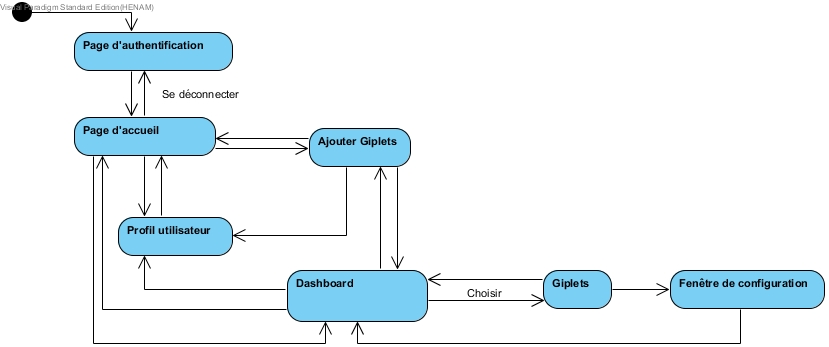 Visual Paradigm Standard Edition(HENAM)
Page d'authentification
Se déconnecter
Page d'accueil
Ajouter Giplets
Profil utilisateur
Dashboard
Choisir
Giplets
Fenêtre de configuration